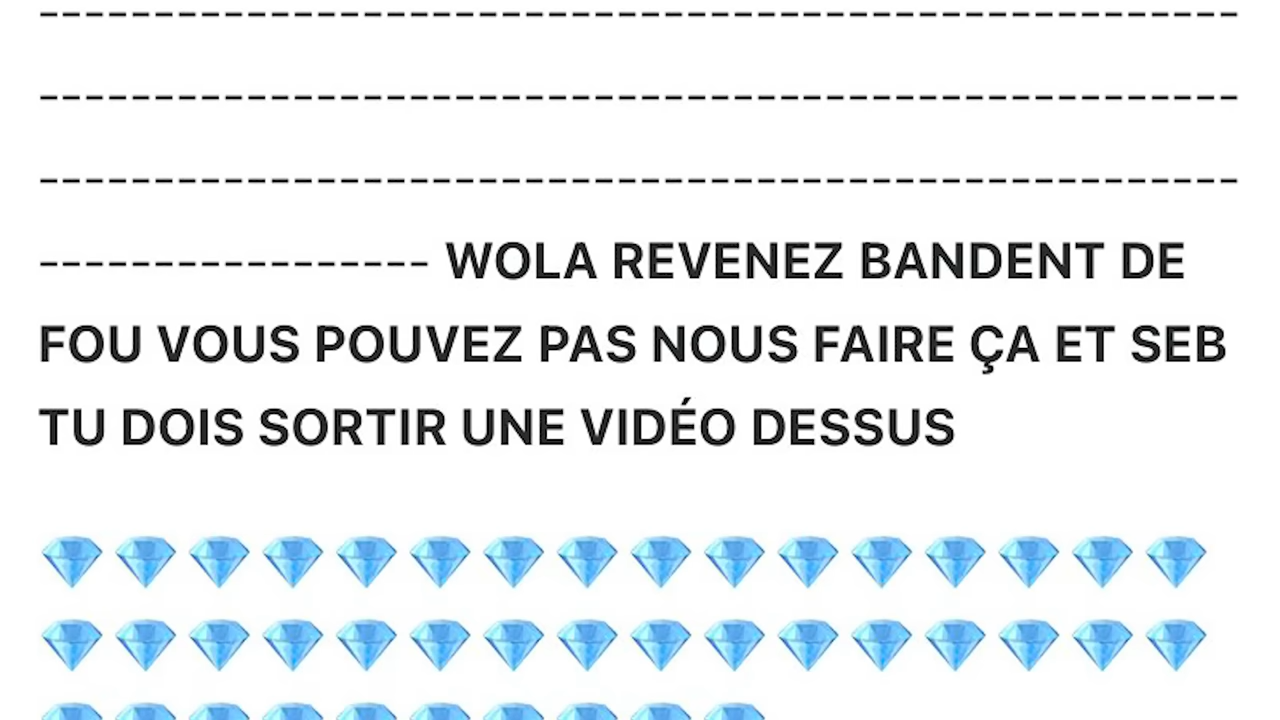 ----------------------------------------------------
----------------------------------------------------
----------------------------------------------------
----------------- WOLA REVENEZ BANDENT DE
FOU VOUS POUVEZ PAS NOUS FAIRE ÇA ET SEB
TU DOIS SORTIR UNE VIDÉO DESSUS
💎💎💎💎💎💎💎💎💎💎💎💎💎💎💎💎
💎💎💎💎💎💎💎💎💎💎💎💎💎💎💎💎
💎💎💎💎💎💎💎💎💎💎